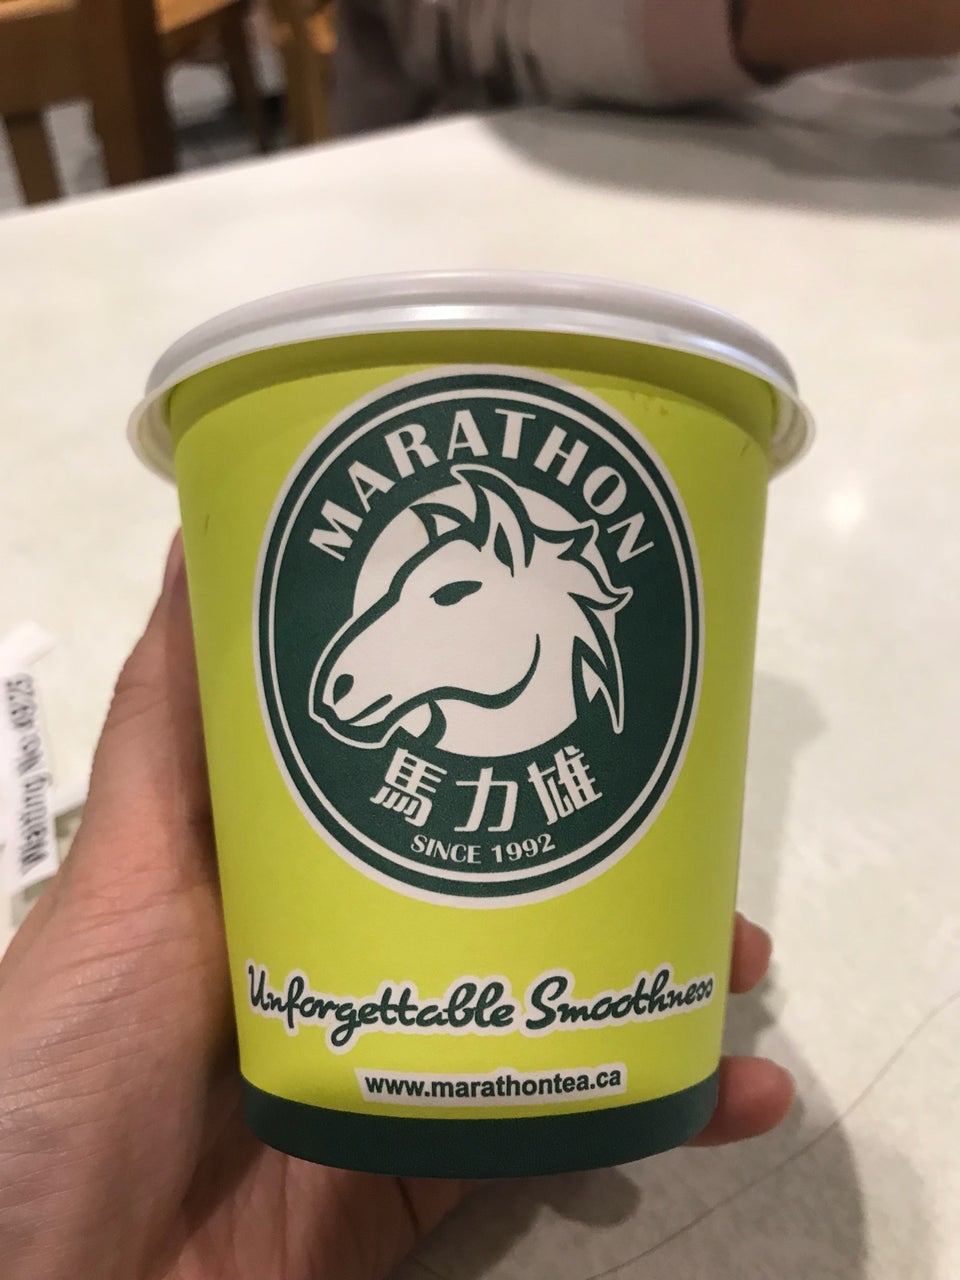 MARATHON
馬力雄
SINCE 1992
Unforgettable Smoothness
www.marathontea.ca